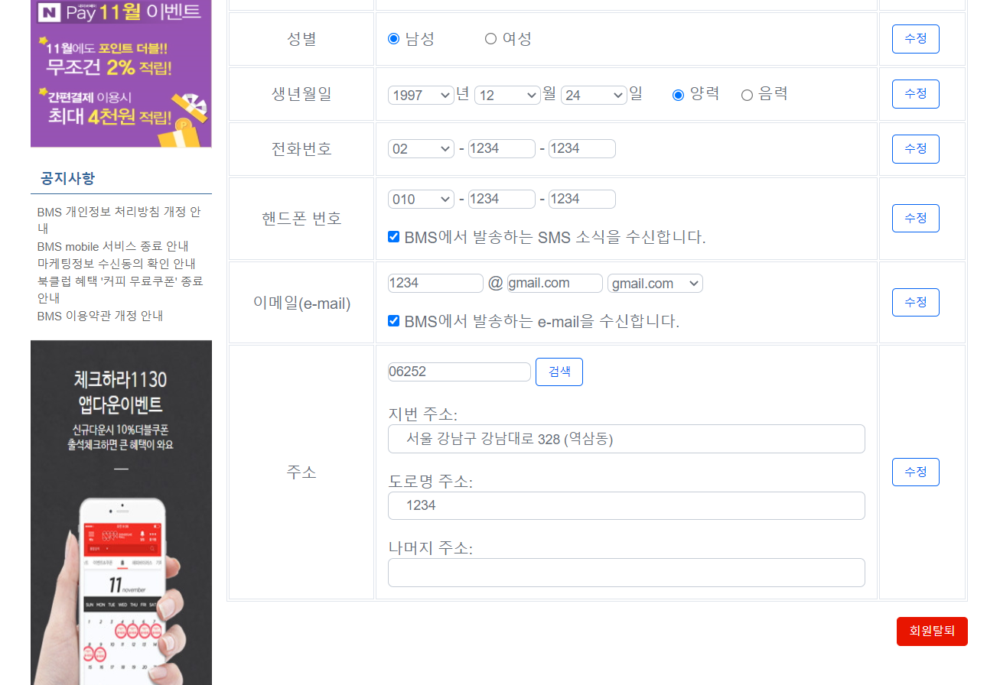 N Pay 11월 이벤트
11월에도 포인트 더블!!
무조건 2% 적립!
간편결제 이용시
최대 4천원 적립!
P
공지사항
BMS 개인정보 처리방침 개정 안
내
BMS mobile 서비스 종료 안내
마케팅정보 수신동의 확인 안내
북클럽 혜택 '커피 무료쿠폰' 종료
안내
BMS 이용약관 개정 안내
체크하라1130
앱다운이벤트
신규다운시 10%더블쿠폰
출석체크하면 큰 혜택이 와요
11 november
SUN MON TUE WED THU FRI SAT
성별 남성 여성 수정
생년월일 1997 년 12 월 24 일 양력 음력 수정
전화번호 02 - 1234 - 1234 수정
핸드폰 번호 010 - 1234 - 1234 수정
BMS에서 발송하는 SMS 소식을 수신합니다.
이메일(e-mail) 1234 @ gmail.com gmail.com 수정
BMS에서 발송하는 e-mail을 수신합니다.
주소 06252 검색 수정
지번 주소:
서울 강남구 강남대로 328 (역삼동)
도로명 주소:
1234
나머지 주소:
회원탈퇴